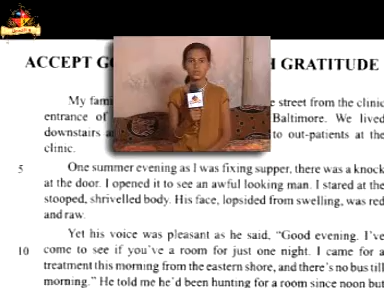 ACCEPT GO H GRATITUDE
My fami e street from the clinic
entrance of Baltimore. We lived
downstairs a to out-patients at the
clinic.
5 One summer evening as I was fixing supper, there was a knock
at the door. I opened it to see an awful looking man. I stared at the
stooped, shrivelled body. His face, lopsided from swelling, was red
and raw.
Yet his voice was pleasant as he said, "Good evening. I've
10 come to see if you've a room for just one night. I came for a
treatment this morning from the eastern shore, and there's no bus till
morning." He told me he'd been hunting for a room since noon but